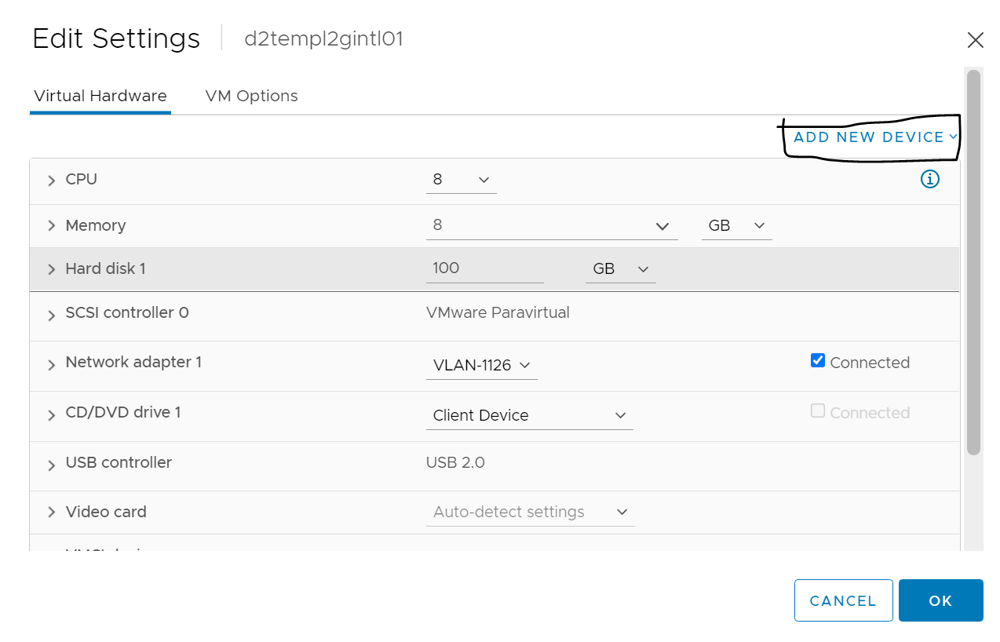 Edit Settings d2templ2gintl01
Virtual Hardware VM Options
ADD NEW DEVICE
CPU 8
Memory 8 GB
Hard disk 1 100 GB
SCSI controller 0 VMware Paravirtual
Network adapter 1 VLAN-1126 Connected
CD/DVD drive 1 Client Device Connected
USB controller USB 2.0
Video card Auto-detect settings
CANCEL OK